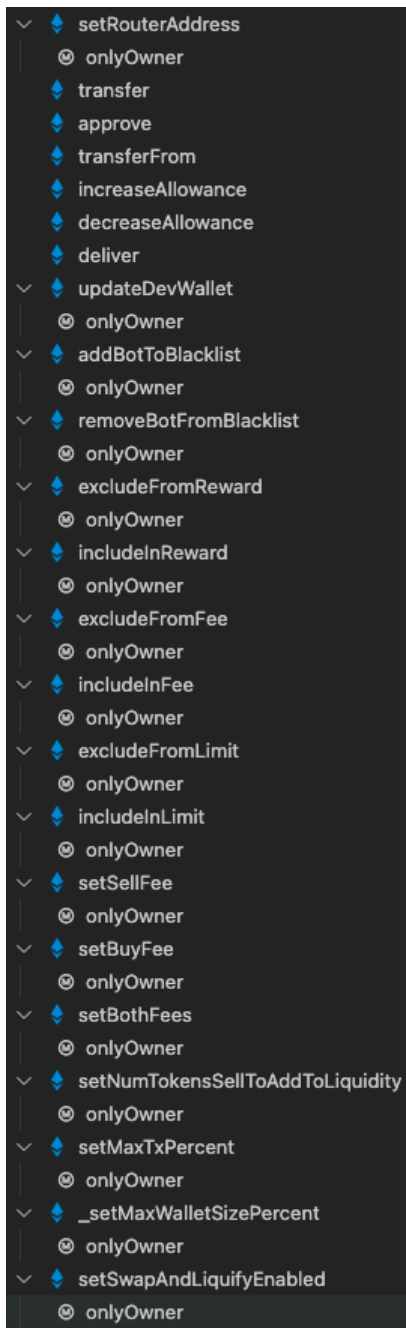 setRouterAddress
onlyOwner
transfer
approve
transferFrom
increaseAllowance
decreaseAllowance
deliver
updateDevWallet
onlyOwner
addBotToBlacklist
onlyOwner
removeBotFromBlacklist
onlyOwner
excludeFromReward
onlyOwner
includeInReward
onlyOwner
excludeFromFee
onlyOwner
includeInFee
onlyOwner
excludeFromLimit
onlyOwner
includeInLimit
onlyOwner
setSellFee
onlyOwner
setBuyFee
onlyOwner
setBothFees
onlyOwner
setNumTokensSellToAddToLiquidity
onlyOwner
setMaxTxPercent
onlyOwner
_setMaxWalletSizePercent
onlyOwner
setSwapAndLiquifyEnabled
onlyOwner